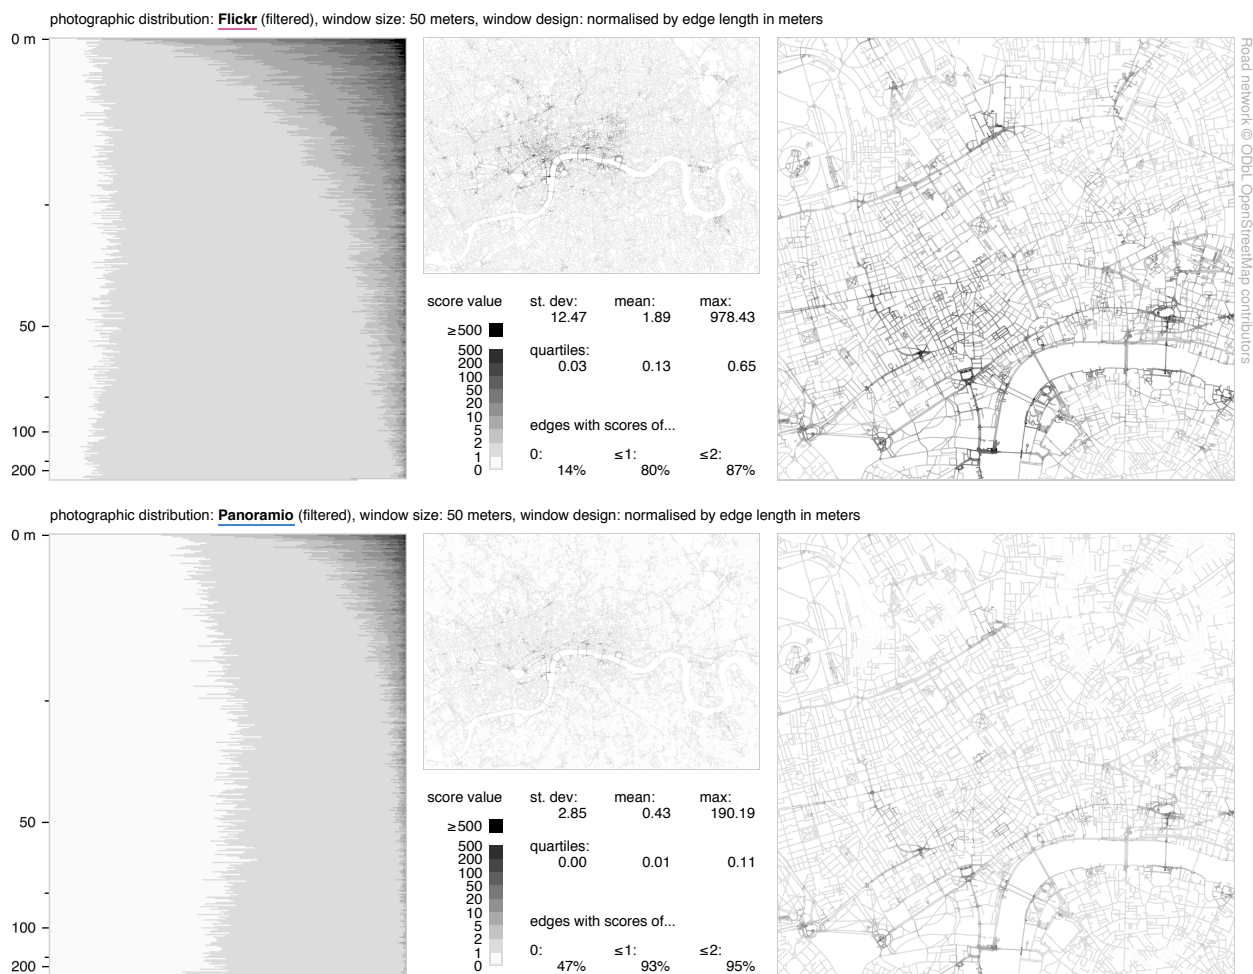 photographic distribution: Flickr (filtered), window size: 50 meters, window design: normalised by edge length in meters
0 m
50
100
200
score value
≥500
500
200
100
50
20
10
5
2
1
0
st. dev: mean: max:
12.47 1.89 978.43
quartiles:
0.03 0.13 0.65
edges with scores of...
0: ≤1: ≤2:
14% 80% 87%
Road network © ODbL OpenStreetMap contributors
photographic distribution: Panoramio (filtered), window size: 50 meters, window design: normalised by edge length in meters
0 m
50
100
200
score value
≥500
500
200
100
50
20
10
5
2
1
0
st. dev: mean: max:
2.85 0.43 190.19
quartiles:
0.00 0.01 0.11
edges with scores of...
0: ≤1: ≤2:
47% 93% 95%